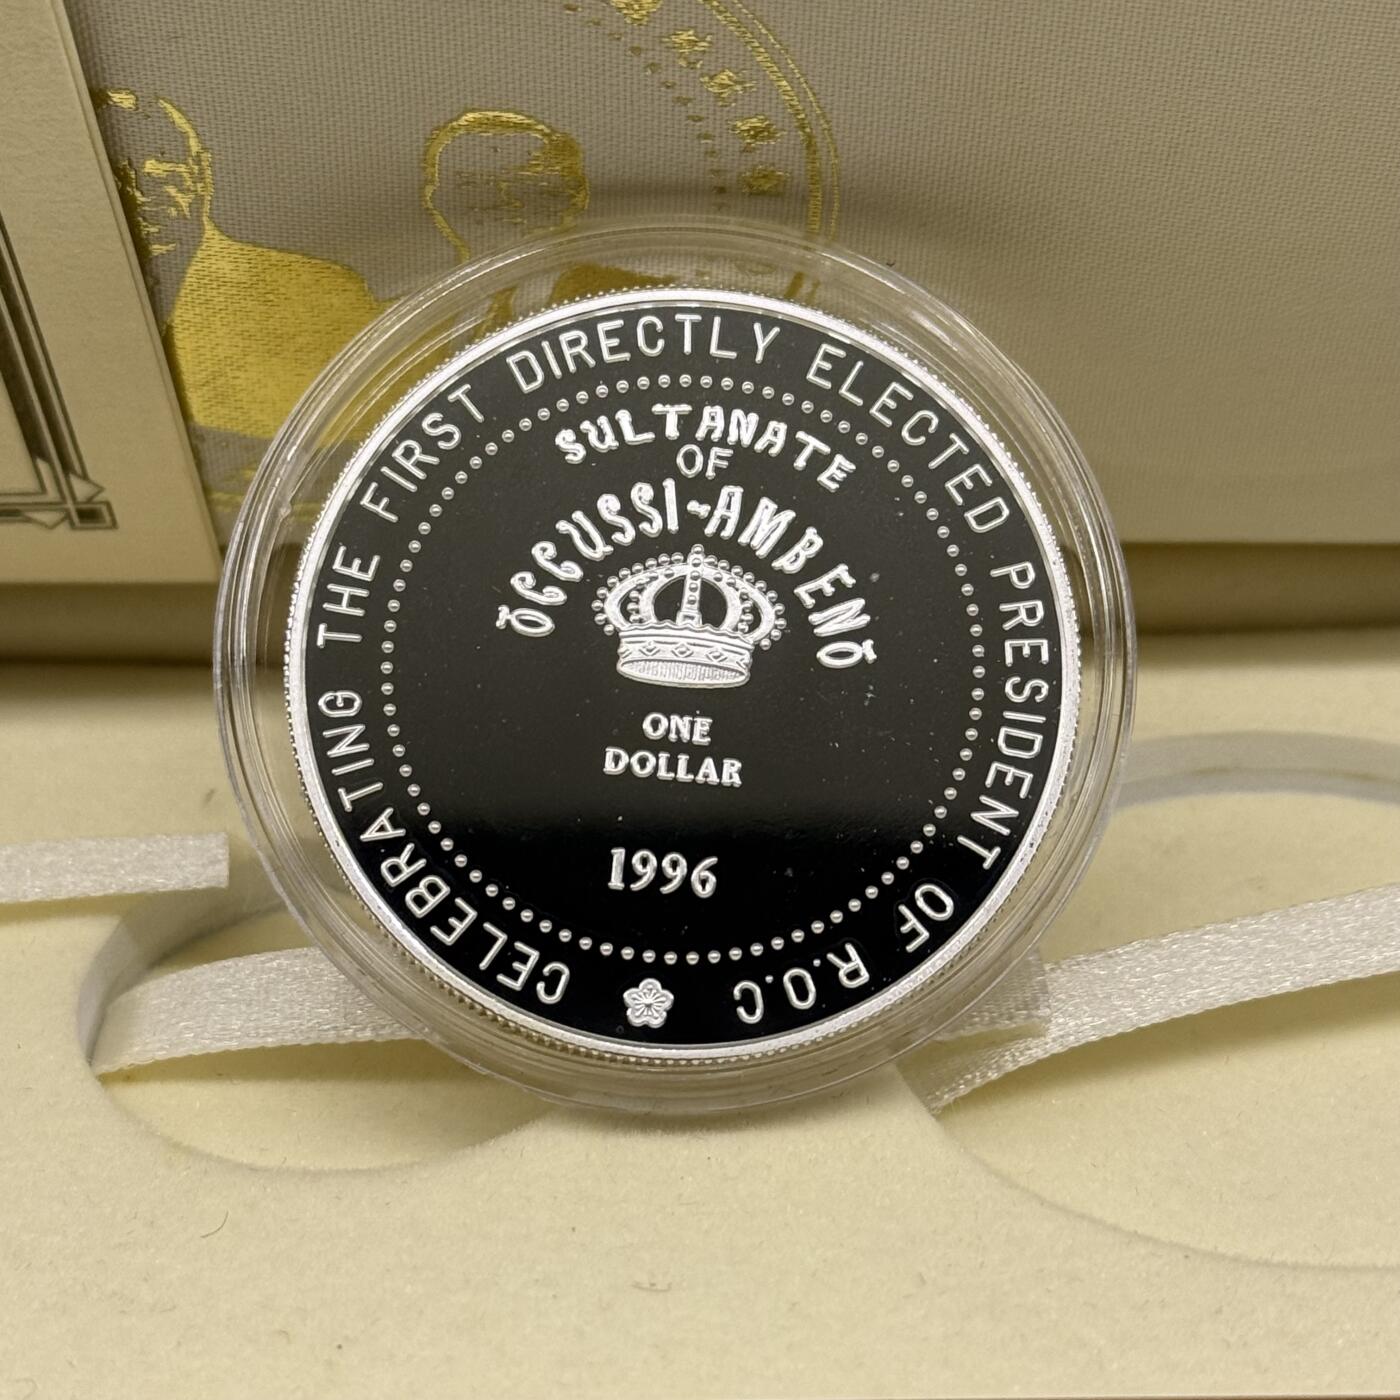 CELEBRATING THE FIRST DIRECTLY ELECTED PRESIDENT OF R.O.C
SULTANATE
OF
ÕCCUSSI-AMBENÕ
ONE
DOLLAR
1996